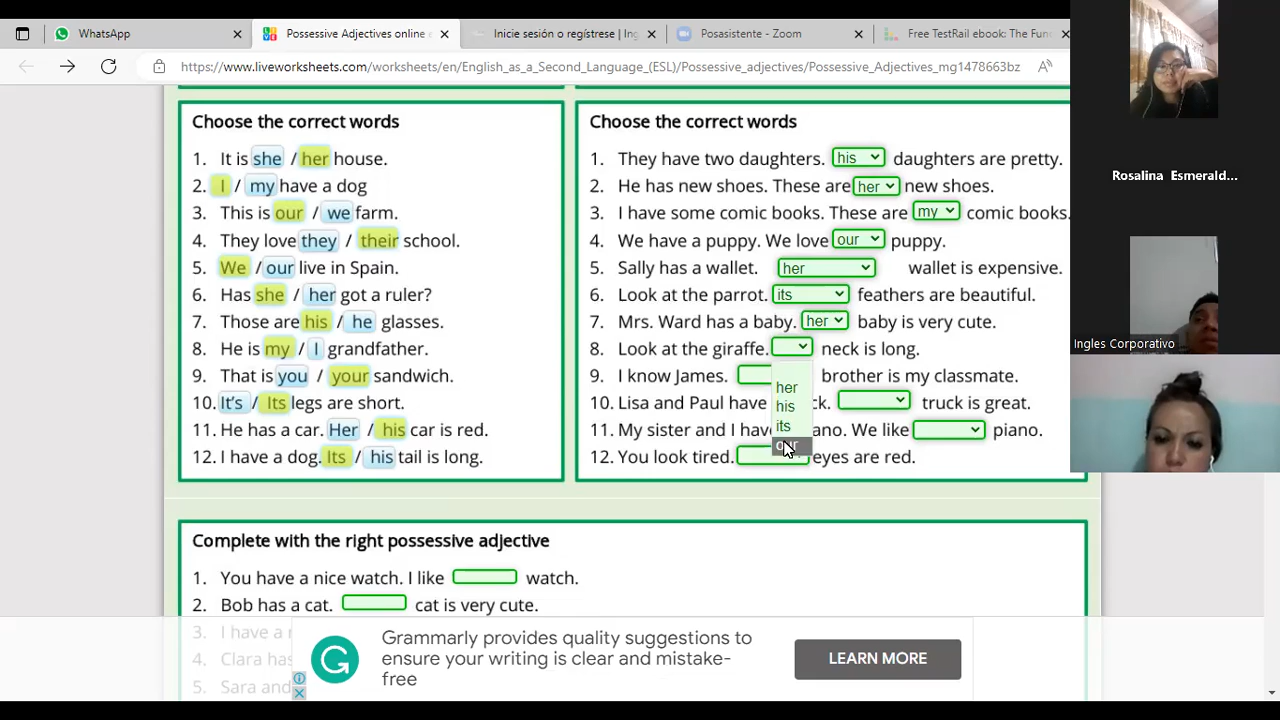 WhatsApp
Possessive Adjectives online
Inicie sesión o regístrese | Ing
Posasistente - Zoom
Free TestRail ebook: The Fun
https://www.liveworksheets.com/worksheets/en/English_as_a_Second_Language_(ESL)/Possessive_adjectives/Possessive_Adjectives_mg1478663bz
Choose the correct words
1. It is she / her house.
2. I / my have a dog
3. This is our / we farm.
4. They love they / their school.
5. We / our live in Spain.
6. Has she / her got a ruler?
7. Those are his / he glasses.
8. He is my / I grandfather.
9. That is you / your sandwich.
10. It's / Its legs are short.
11. He has a car. Her / his car is red.
12. I have a dog. Its / his tail is long.
Choose the correct words
1. They have two daughters. his daughters are pretty.
2. He has new shoes. These are her new shoes.
3. I have some comic books. These are my comic books.
4. We have a puppy. We love our puppy.
5. Sally has a wallet. her wallet is expensive.
6. Look at the parrot. its feathers are beautiful.
7. Mrs. Ward has a baby. her baby is very cute.
8. Look at the giraffe. neck is long.
her
his
its
our
9. I know James. brother is my classmate.
10. Lisa and Paul have truck is great.
11. My sister and I have We like piano.
12. You look tired. eyes are red.
Complete with the right possessive adjective
1. You have a nice watch. I like watch.
2. Bob has a cat. cat is very cute.
3. I have a
4. Clara has
5. Sara and
Grammarly provides quality suggestions to
ensure your writing is clear and mistake-
free
LEARN MORE
Rosalina Esmerald...
Ingles Corporativo